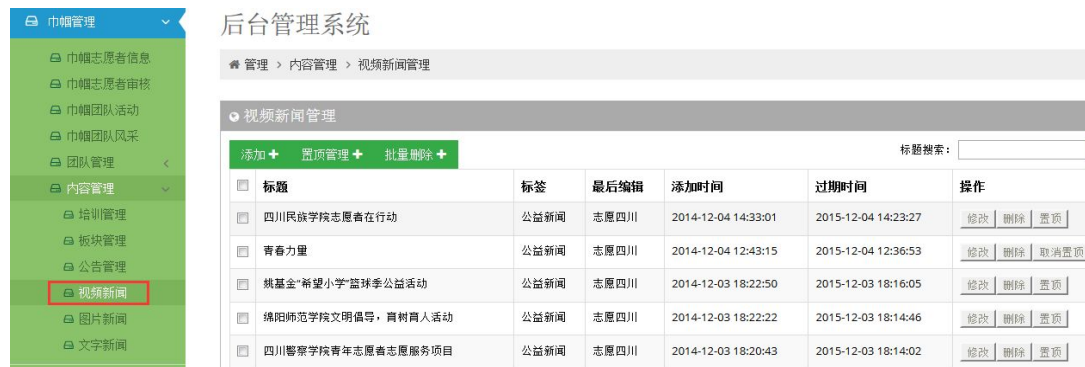 巾帼管理
巾帼志愿者信息
巾帼志愿者审核
巾帼团队活动
巾帼团队风采
团队管理
内容管理
培训管理
板块管理
公告管理
视频新闻
图片新闻
文字新闻
后台管理系统
管理 > 内容管理 > 视频新闻管理
视频新闻管理
添加 置顶管理 批量删除 标题搜索：
标题 标签 最后编辑 添加时间 过期时间 操作
四川民族学院志愿者在行动 公益新闻 志愿四川 2014-12-04 14:33:01 2015-12-04 14:23:27 修改 删除 置顶
青春力量 公益新闻 志愿四川 2014-12-04 12:43:15 2015-12-04 12:36:53 修改 删除 取消置顶
姚基金“希望小学”篮球季公益活动 公益新闻 志愿四川 2014-12-03 18:22:50 2015-12-03 18:16:05 修改 删除 置顶
绵阳师范学院文明倡导，育树育人活动 公益新闻 志愿四川 2014-12-03 18:22:22 2015-12-03 18:14:46 修改 删除 置顶
四川警察学院青年志愿者志愿服务项目 公益新闻 志愿四川 2014-12-03 18:20:43 2015-12-03 18:14:02 修改 删除 置顶